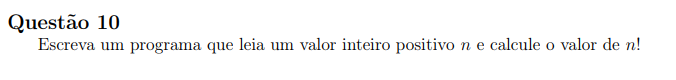 Questão 10
Escreva um programa que leia um valor inteiro positivo n e calcule o valor de n!